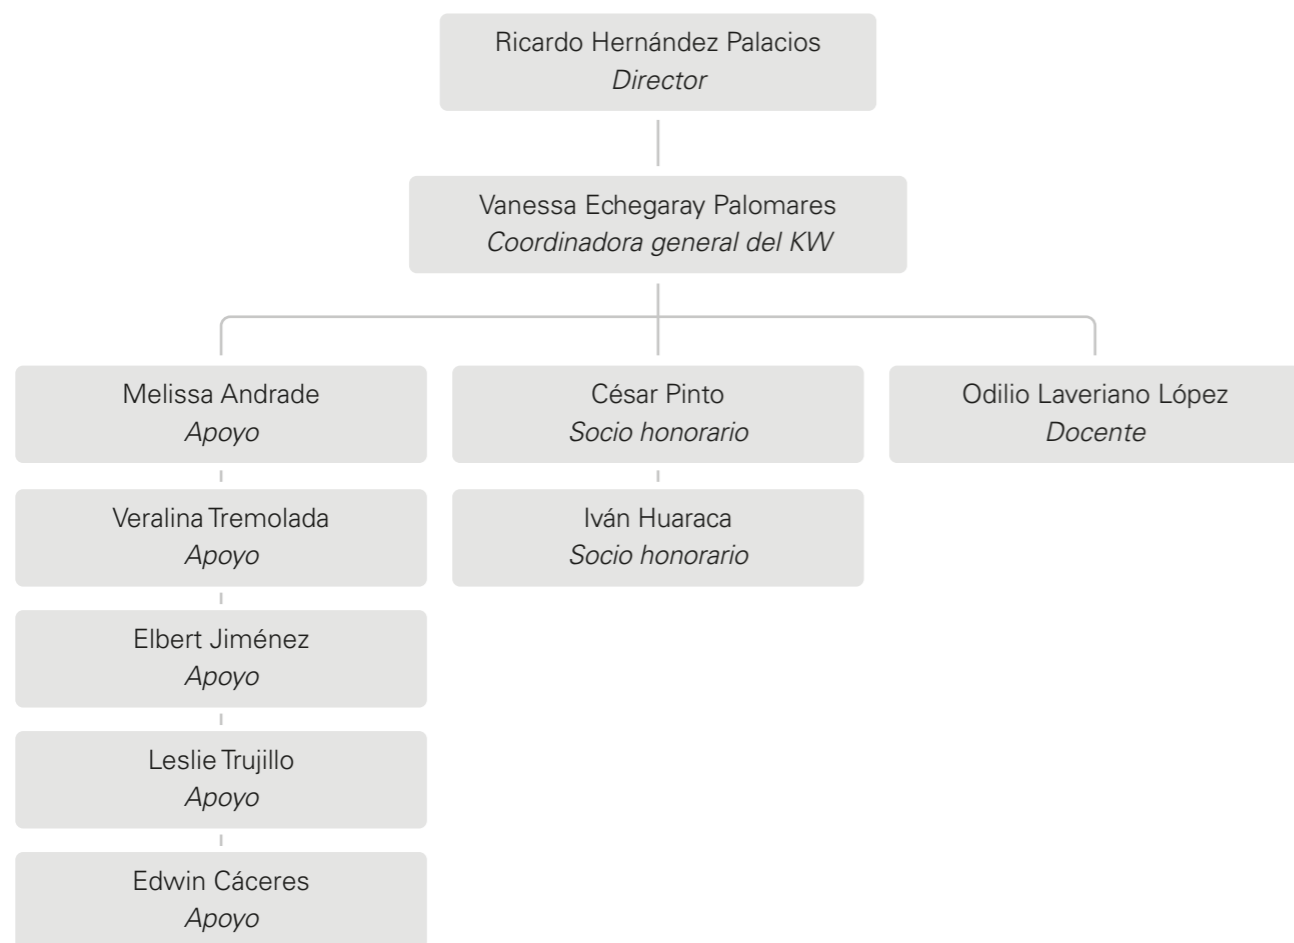 Ricardo Hernández Palacios
Director
Vanessa Echegaray Palomares
Coordinadora general del KW
Melissa Andrade
Apoyo
César Pinto
Socio honorario
Odilio Laveriano López
Docente
Veralina Tremolada
Apoyo
Iván Huaraca
Socio honorario
Elbert Jiménez
Apoyo
Leslie Trujillo
Apoyo
Edwin Cáceres
Apoyo